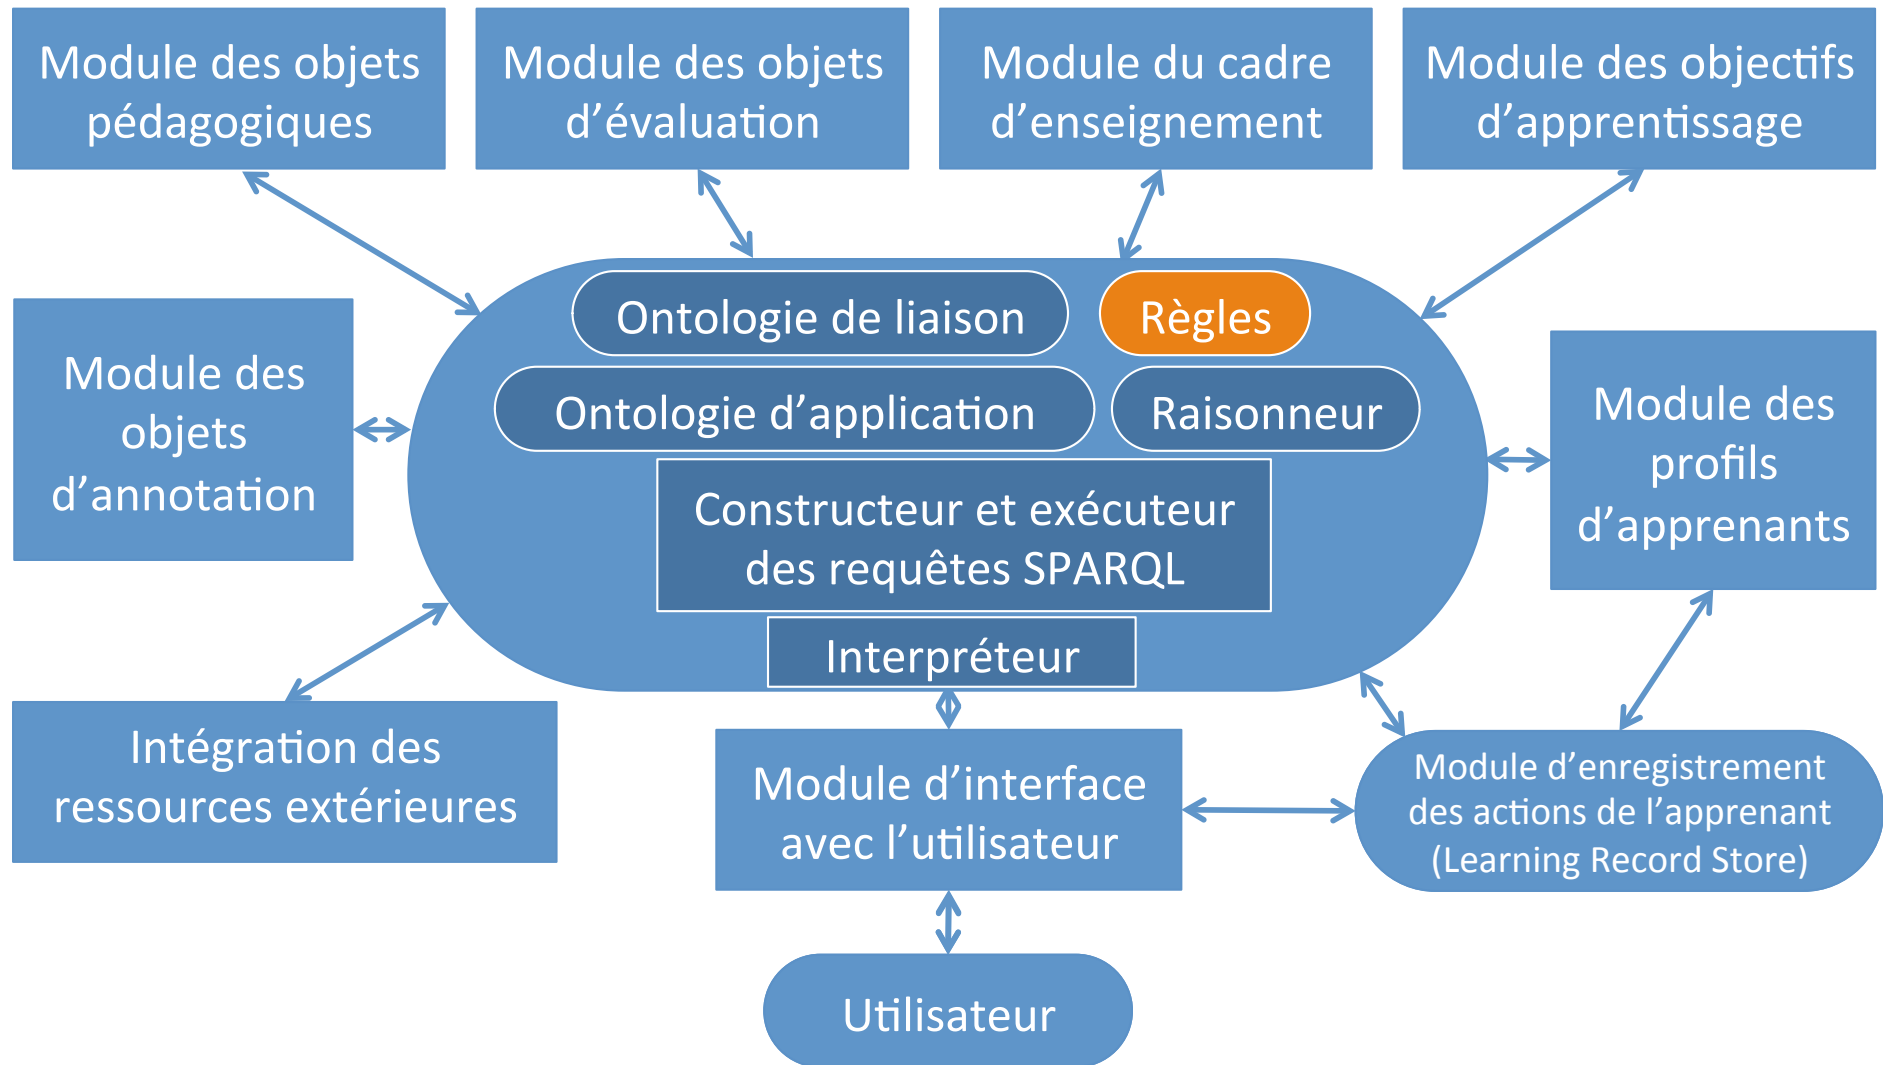 Module des objets
pédagogiques
Module des objets
d’évaluation
Module du cadre
d’enseignement
Module des objectifs
d’apprentissage
Ontologie de liaison
Règles
Ontologie d’application
Raisonneur
Constructeur et exécuteur
des requêtes SPARQL
Interpréteur
Module des
objets
d’annotation
Module des
profils
d’apprenants
Intégration des
ressources extérieures
Module d’interface
avec l’utilisateur
Module d’enregistrement
des actions de l’apprenant
(Learning Record Store)
Utilisateur